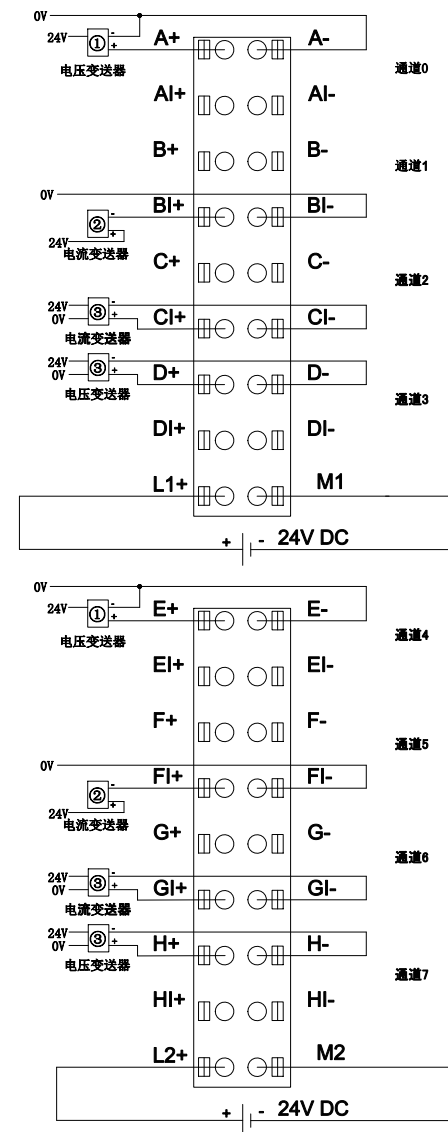 0V
24V ① - + A+ A-
电压变送器
通道0
AI+ AI-
B+ B-
通道1
0V
BI+ BI-
② - +
24V
电流变送器
C+ C-
通道2
24V ③ - CI+ CI-
0V +
电流变送器
24V ③ - D+ D-
0V +
电压变送器
通道3
DI+ DI-
L1+ M1
+ - 24V DC
0V
24V ① - + E+ E-
电压变送器
通道4
EI+ EI-
F+ F-
通道5
0V
FI+ FI-
② - +
24V
电流变送器
G+ G-
通道6
24V ③ - GI+ GI-
0V +
电流变送器
24V ③ - H+ H-
0V +
电压变送器
通道7
HI+ HI-
L2+ M2
+ - 24V DC